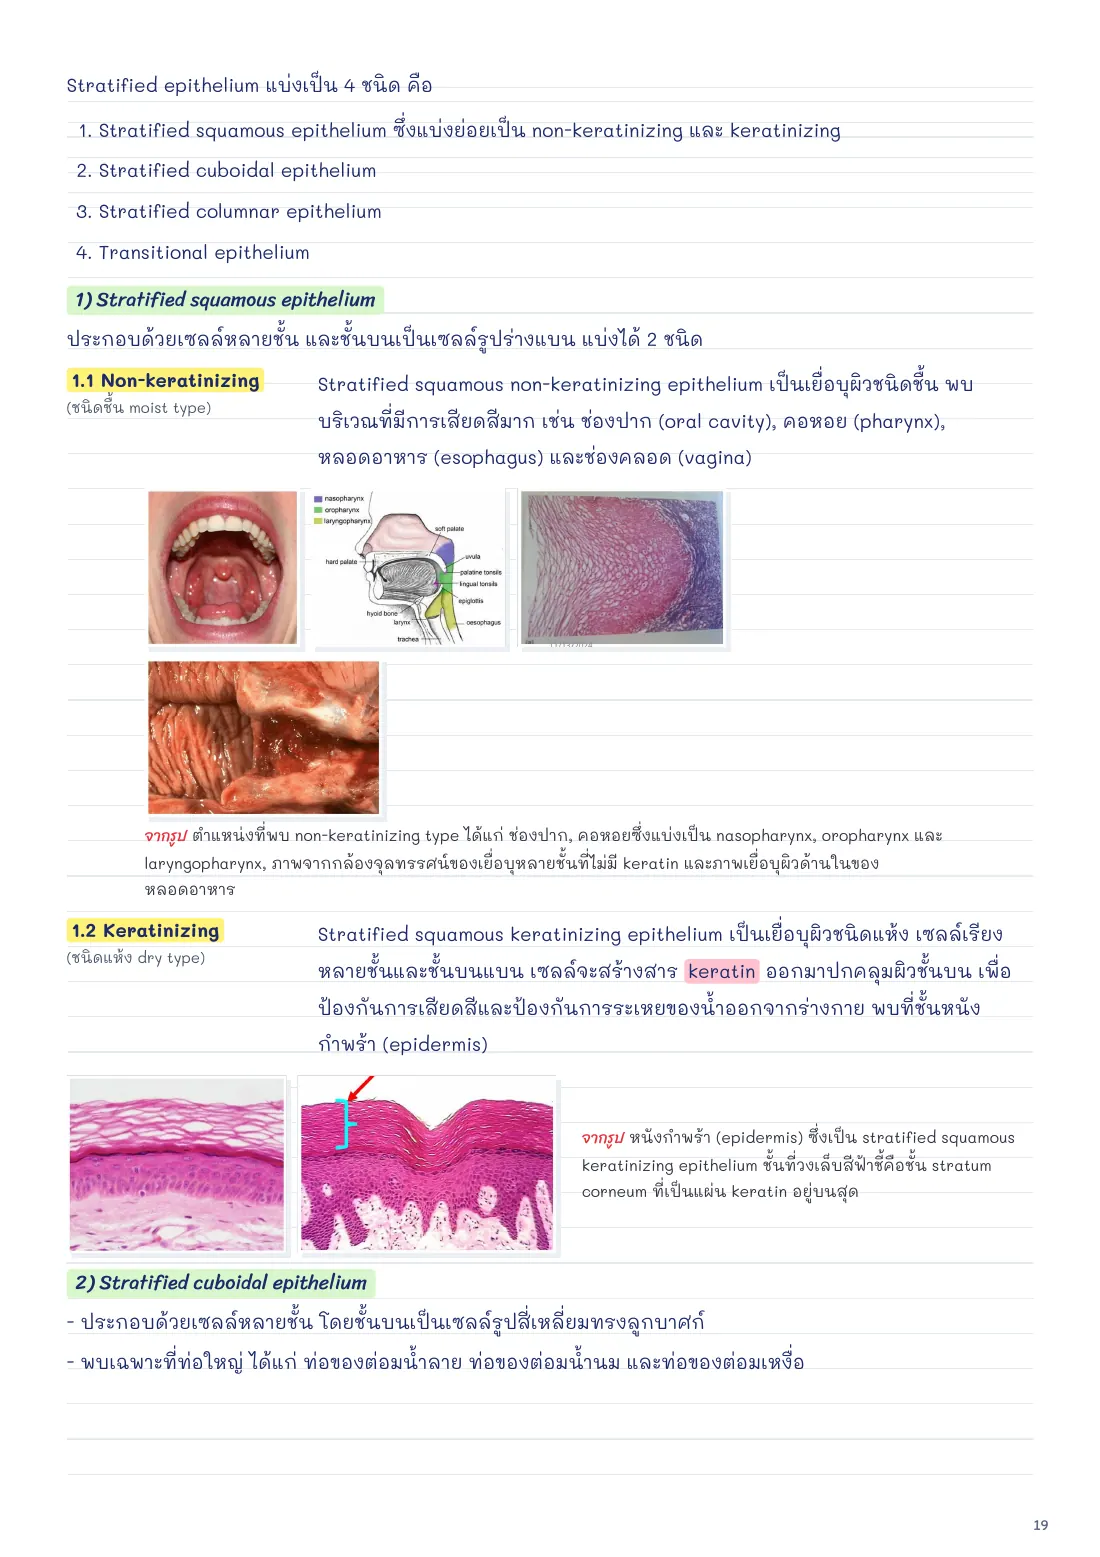 Stratified epithelium แบ่งเป็น 4 ชนิด คือ
1. Stratified squamous epithelium ซึ่งแบ่งย่อยเป็น non-keratinizing และ keratinizing
2. Stratified cuboidal epithelium
3. Stratified columnar epithelium
4. Transitional epithelium
1) Stratified squamous epithelium
ประกอบด้วยเซลล์หลายชั้น และชั้นบนเป็นเซลล์รูปร่างแบน แบ่งได้ 2 ชนิด
1.1 Non-keratinizing
(ชนิดชื้น moist type)
Stratified squamous non-keratinizing epithelium เป็นเยื่อบุผิวชนิดชื้น พบ
บริเวณที่มีการเสียดสีมาก เช่น ช่องปาก (oral cavity), คอหอย (pharynx),
หลอดอาหาร (esophagus) และช่องคลอด (vagina)
nasopharynx
oropharynx
laryngopharynx
soft palate
hard palate
uvula
palatine tonsils
lingual tonsils
epiglottis
hyoid bone
larynx
oesophagus
trachea
จากรูป ตำแหน่งที่พบ non-keratinizing type ได้แก่ ช่องปาก, คอหอยซึ่งแบ่งเป็น nasopharynx, oropharynx และ
laryngopharynx, ภาพจากกล้องจุลทรรศน์ของเยื่อบุหลายชั้นที่ไม่มี keratin และภาพเยื่อบุผิวด้านในของ
หลอดอาหาร
1.2 Keratinizing
(ชนิดแห้ง dry type)
Stratified squamous keratinizing epithelium เป็นเยื่อบุผิวชนิดแห้ง เซลล์เรียง
หลายชั้นและชั้นบนแบน เซลล์จะสร้างสาร keratin ออกมาปกคลุมผิวชั้นบน เพื่อ
ป้องกันการเสียดสีและป้องกันการระเหยของน้ำออกจากร่างกาย พบที่ชั้นหนัง
กำพร้า (epidermis)
จากรูป หนังกำพร้า (epidermis) ซึ่งเป็น stratified squamous
keratinizing epithelium ชั้นที่วงเล็บสีฟ้าชี้คือชั้น stratum
corneum ที่เป็นแผ่น keratin อยู่บนสุด
2) Stratified cuboidal epithelium
- ประกอบด้วยเซลล์หลายชั้น โดยชั้นบนเป็นเซลล์รูปสี่เหลี่ยมทรงลูกบาศก์
- พบเฉพาะที่ท่อใหญ่ ได้แก่ ท่อของต่อมน้ำลาย ท่อของต่อมน้ำนม และท่อของต่อมเหงื่อ
19